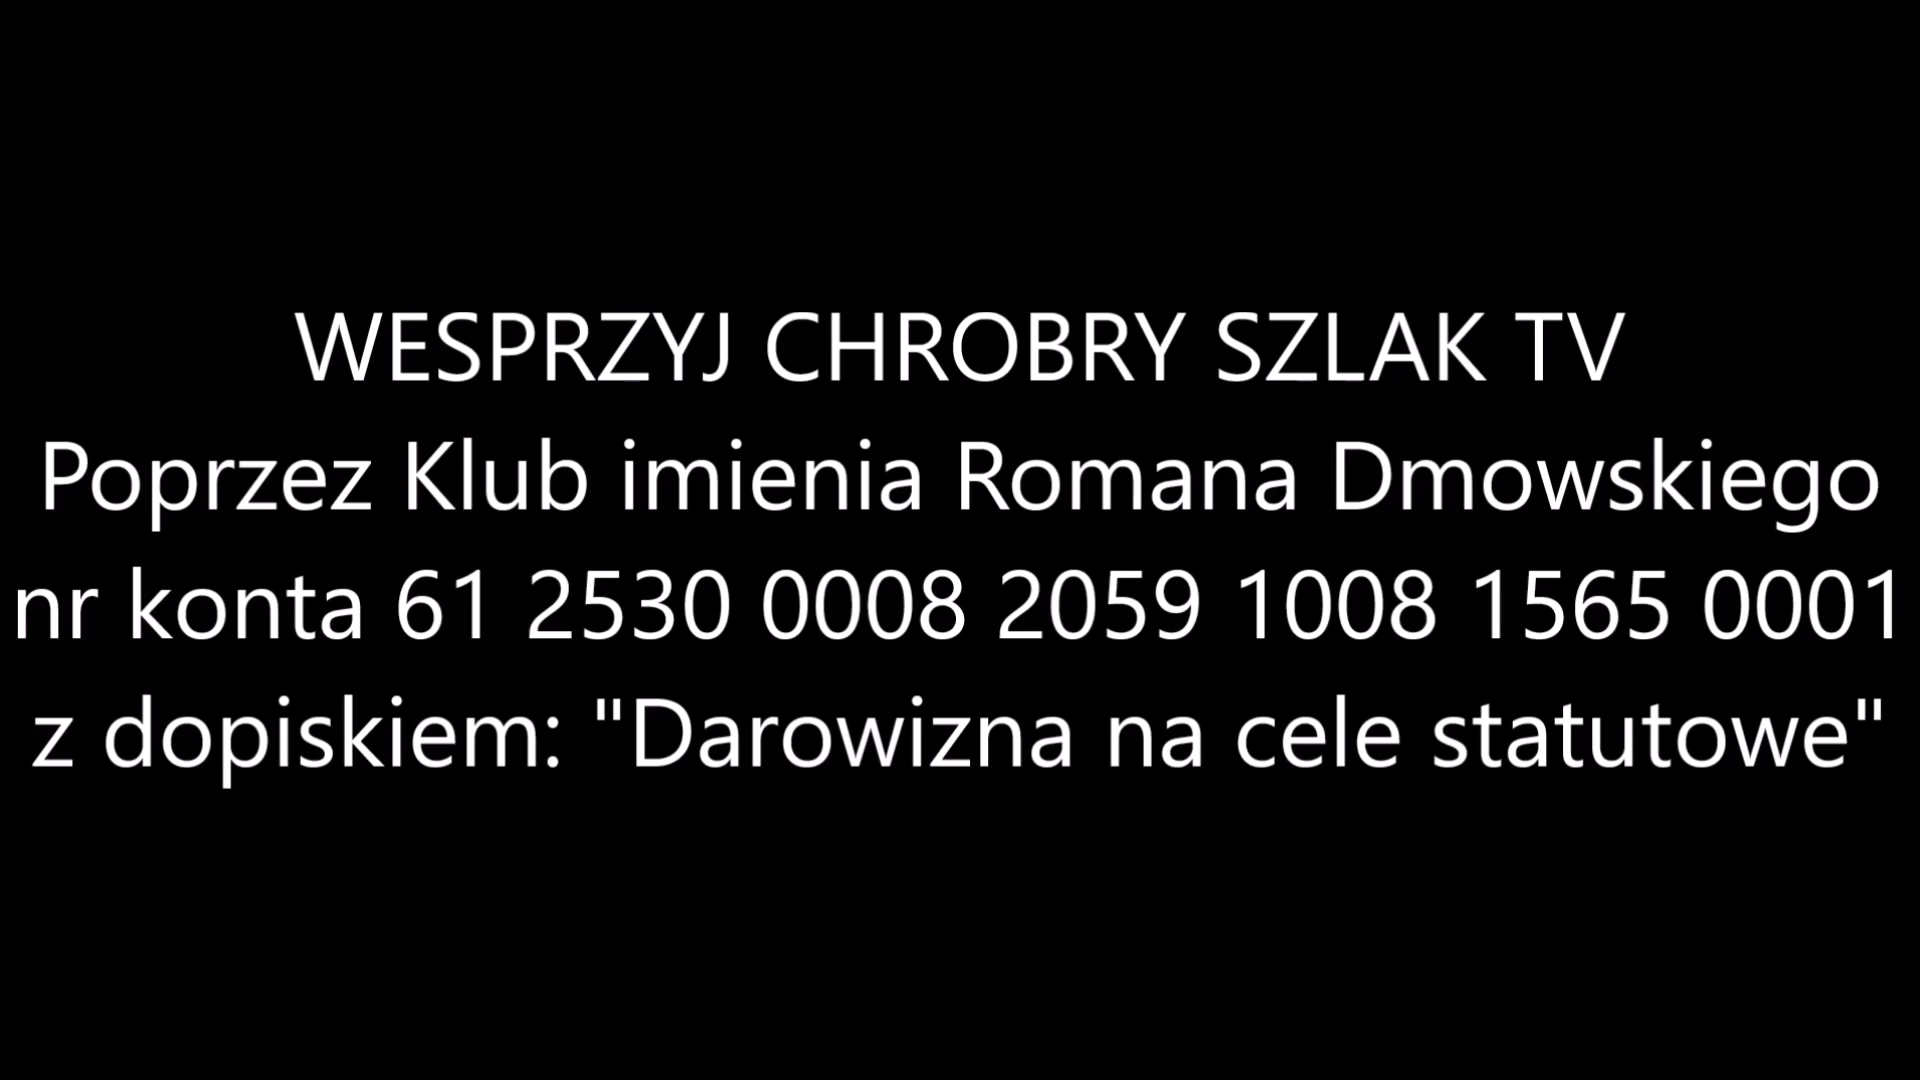 WESPRZYJ CHROBRY SZLAK TV
Poprzez Klub imienia Romana Dmowskiego
nr konta 61 2530 0008 2059 1008 1565 0001
z dopiskiem: "Darowizna na cele statutowe"